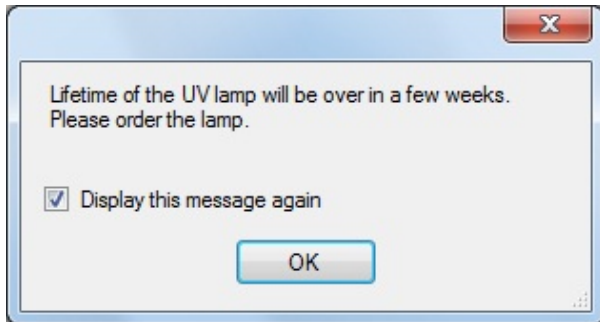 Lifetime of the UV lamp will be over in a few weeks.
Please order the lamp.
Display this message again
OK